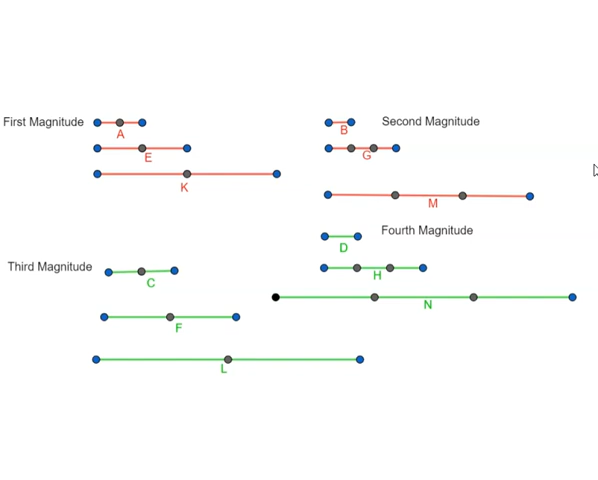 First Magnitude
A
B
Second Magnitude
E
G
K
M
Fourth Magnitude
D
Third Magnitude
C
H
N
F
L